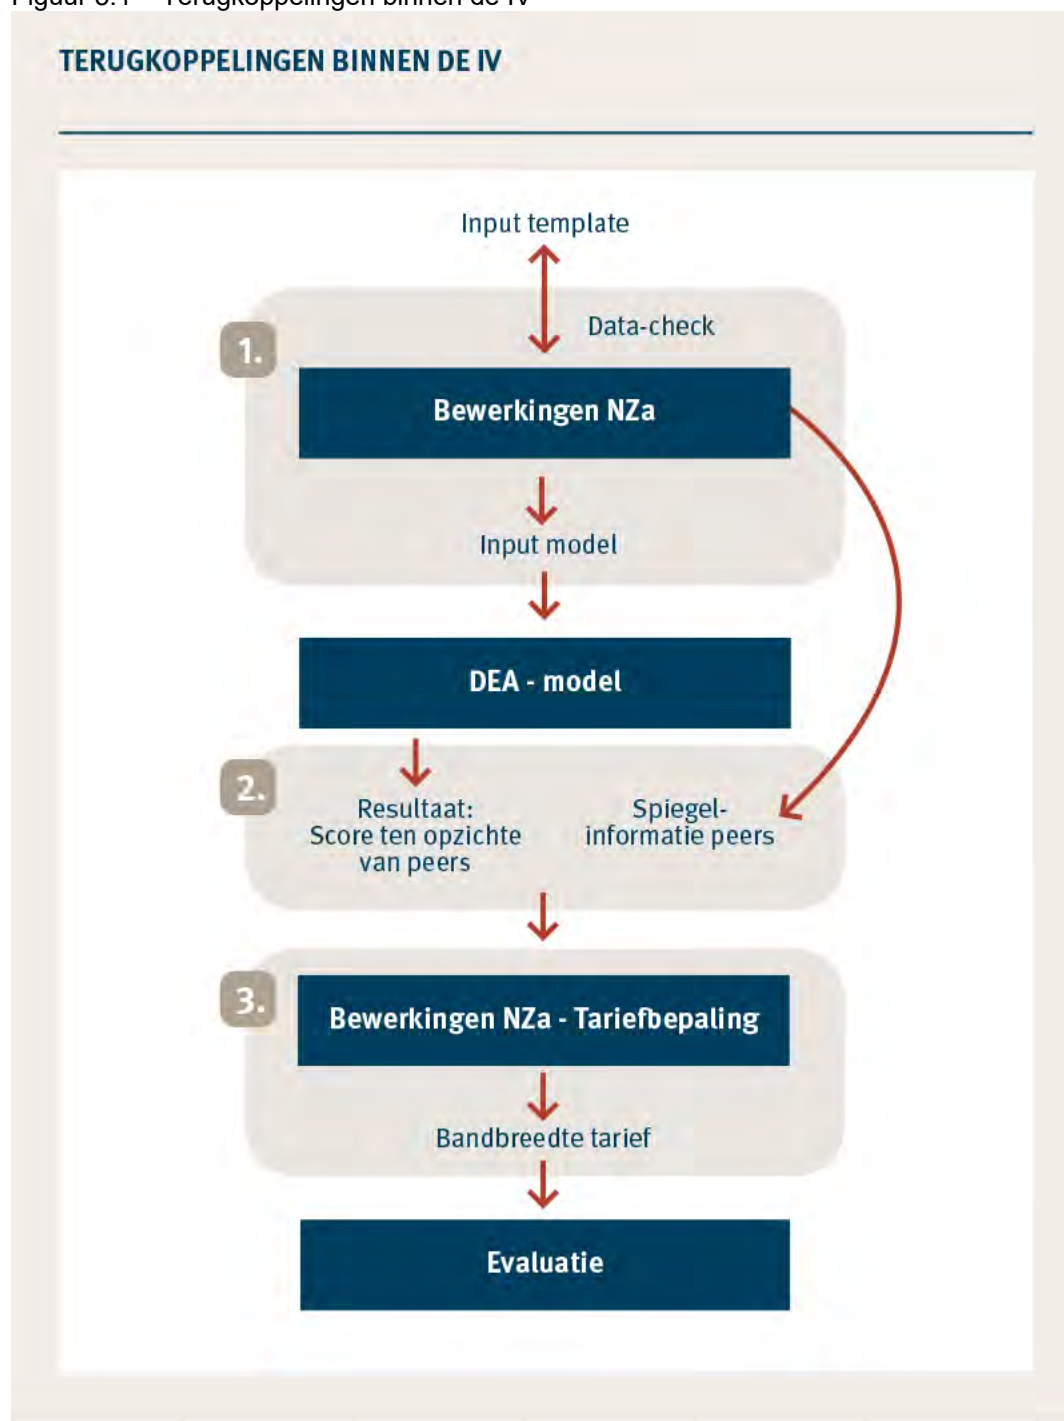 TERUGKOPPELINGEN BINNEN DE IV
Input template
Data-check
1.
Bewerkingen NZa
Input model
DEA - model
2.
Resultaat:
Score ten opzichte
van peers
Spiegel-
informatie peers
3.
Bewerkingen NZa - Tariefbepaling
Bandbreedte tarief
Evaluatie